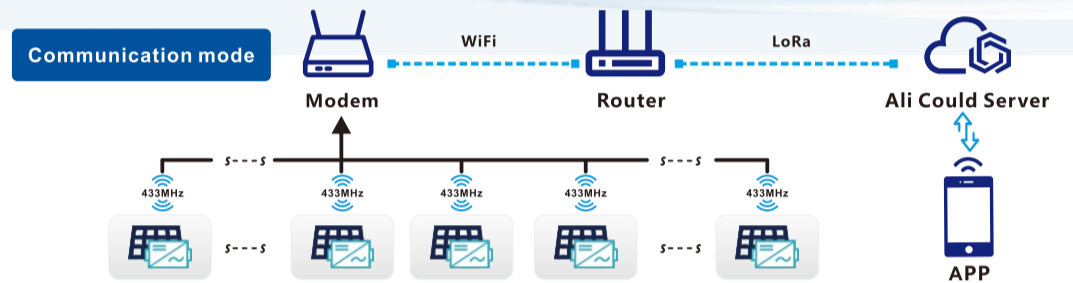 Communication mode
WiFi
LoRa
Modem
Router
Ali Could Server
s---s
s---s
433MHz
433MHz
433MHz
433MHz
433MHz
s---s
s---s
APP